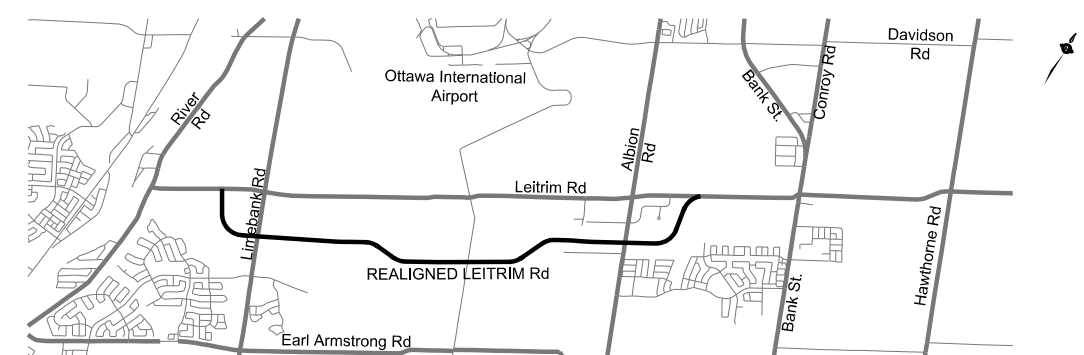 Davidson
Rd
Ottawa International
Airport
Bank St.
Conroy Rd
River
Rd
Albion
Rd
Limebank Rd
Leitrim Rd
Hawthorne Rd
REALIGNED LEITRIM Rd
Bank St.
Earl Armstrong Rd